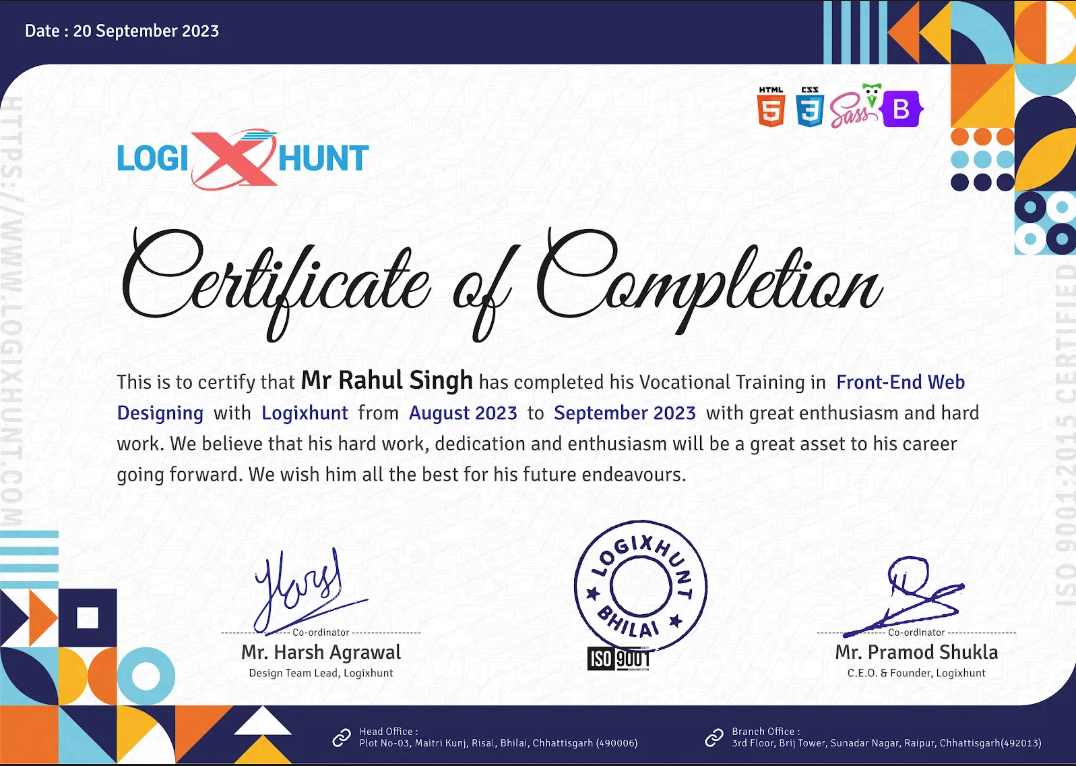 Date : 20 September 2023
HTML
5
CSS
3
Sass
B
LOGI X HUNT
HTTPS://WWW.LOGIXHUNT.COM
ISO 9001:2015 CERTIFIED
Certificate of Completion
This is to certify that Mr Rahul Singh has completed his Vocational Training in Front-End Web
Designing with Logixhunt from August 2023 to September 2023 with great enthusiasm and hard
work. We believe that his hard work, dedication and enthusiasm will be a great asset to his career
going forward. We wish him all the best for his future endeavours.
Harsh
LOGIXHUNT
BHILAI
ISO 9001
Co-ordinator
Mr. Harsh Agrawal
Design Team Lead, Logixhunt
Co-ordinator
Mr. Pramod Shukla
C.E.O. & Founder, Logixhunt
Head Office :
Plot No-03, Maitri Kunj, Risal, Bhilai, Chhattisgarh (490006)
Branch Office :
3rd Floor, Brij Tower, Sunadar Nagar, Raipur, Chhattisgarh(492013)